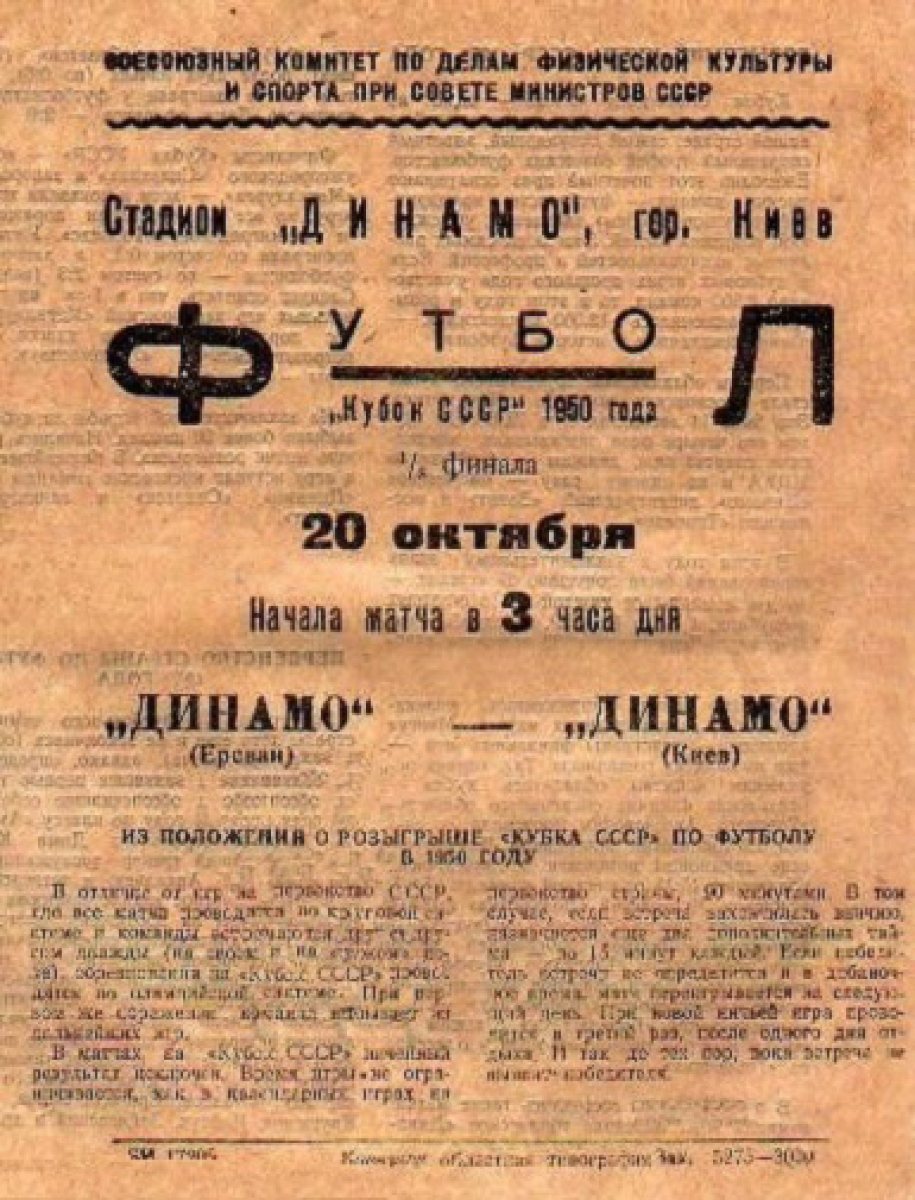 ВСЕСОЮЗНЫЙ КОМИТЕТ ПО ДЕЛАМ ФИЗИЧЕСКОЙ КУЛЬТУРЫ
И СПОРТА ПРИ СОВЕТЕ МИНИСТРОВ СССР
Стадион „ДИНАМО“, гор. Киев
ФУТБОЛ
„Кубок СССР“ 1950 года
финала
20 октября
Начала матча в 3 часа дня
„ДИНАМО“ — „ДИНАМО“
(Ереван) (Киев)
ИЗ ПОЛОЖЕНИЯ О РОЗЫГРЫШЕ «КУБКА СССР» ПО ФУТБОЛУ
В 1950 ГОДУ
В отличие от игр на первенство СССР,
где все матчи проводятся по круговой си-
стеме и команды встречаются друг с дру-
гом дважды (на своем и на «чужом» по-
ле), соревнования на «Кубок СССР» прово-
дятся по олимпийской системе. При пер-
вом же поражении команда выбывает из
дальнейших игр.
В матчах на «Кубок СССР» ничейный
результат исключен. Время игры не огра-
ничивается, как в календарных играх на
первенство страны, 90 минутами. В том
случае, если встреча закончилась вничью,
назначаются еще два дополнительных тай-
ма — по 15 минут каждый. Если победи-
тель встречи не определится и в добавоч-
ное время, матч переигрывается на следую-
щий день. При новой ничьей игра прово-
дится в третий раз, после одного дня от-
дыха. И так до тех пор, пока встреча не
выявит победителя.
областная типография Зак. 5275—3000